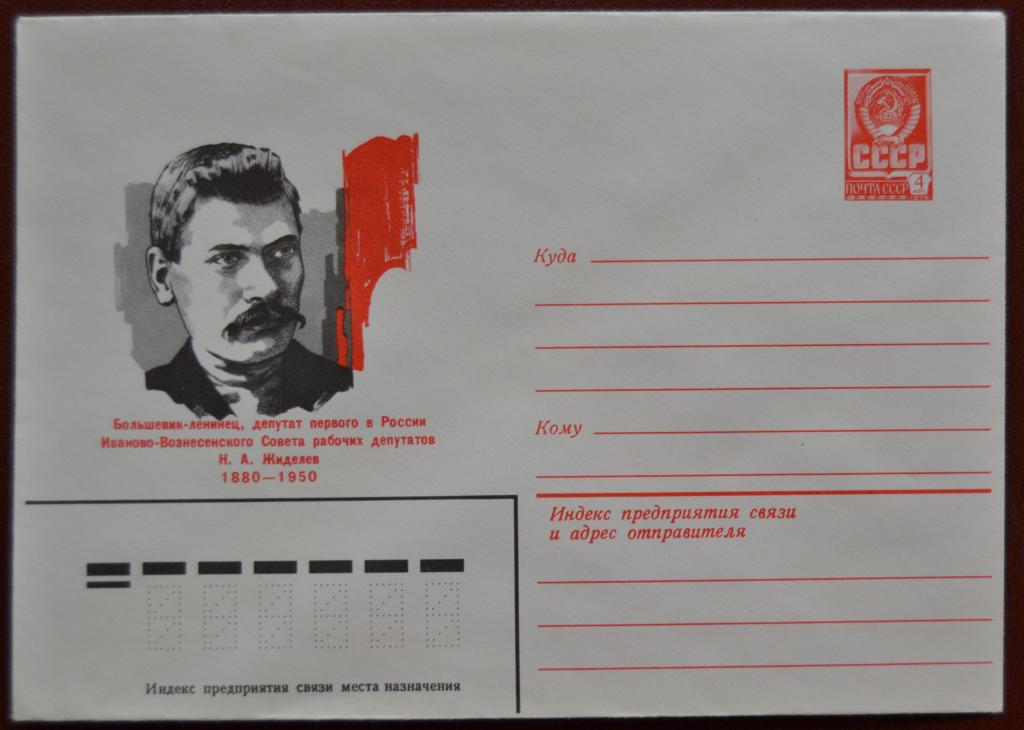 СССР
ПОЧТА СССР
4
Большевик-ленинец, депутат первого в России
Иваново-Вознесенского Совета рабочих депутатов
Н. А. Жиделев
1880—1950
Куда
Кому
Индекс предприятия связи
и адрес отправителя
Индекс предприятия связи места назначения